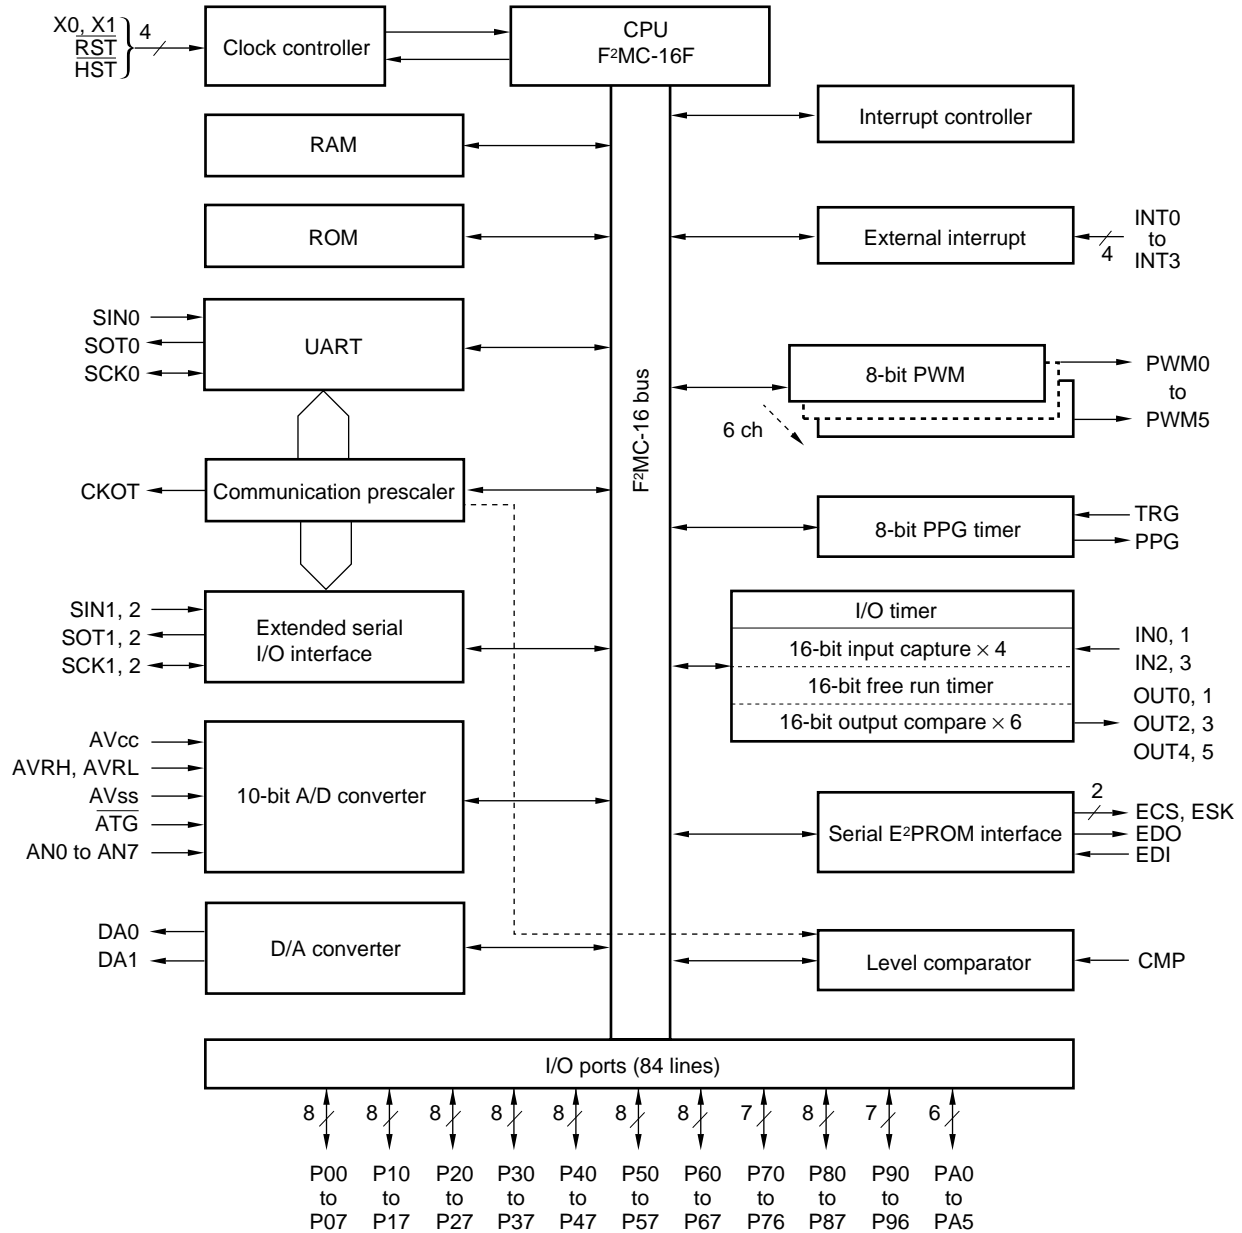 X0, X1
RST
HST
4
Clock controller
CPU
F²MC-16F
Interrupt controller
RAM
ROM
External interrupt
4
INT0
to
INT3
SIN0
SOT0
SCK0
UART
F²MC-16 bus
8-bit PWM
6 ch
PWM0
to
PWM5
CKOT
Communication prescaler
8-bit PPG timer
TRG
PPG
SIN1, 2
SOT1, 2
SCK1, 2
Extended serial
I/O interface
I/O timer
16-bit input capture × 4
16-bit free run timer
16-bit output compare × 6
IN0, 1
IN2, 3
OUT0, 1
OUT2, 3
OUT4, 5
AVcc
AVRH, AVRL
AVss
ATG
AN0 to AN7
10-bit A/D converter
Serial E²PROM interface
2
ECS, ESK
EDO
EDI
DA0
DA1
D/A converter
Level comparator
CMP
I/O ports (84 lines)
8 8 8 8 8 8 8 7 8 7 6
P00 P10 P20 P30 P40 P50 P60 P70 P80 P90 PA0
to to to to to to to to to to to
P07 P17 P27 P37 P47 P57 P67 P76 P87 P96 PA5